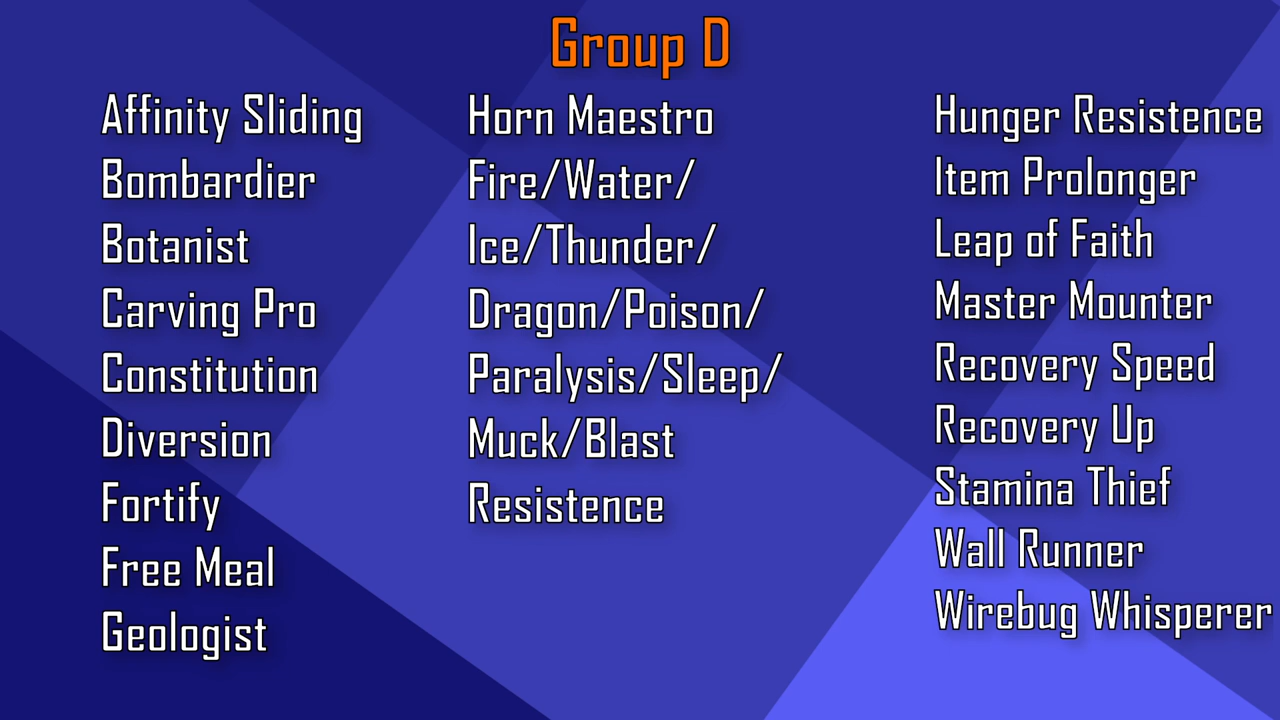 Group D
Affinity Sliding
Bombardier
Botanist
Carving Pro
Constitution
Diversion
Fortify
Free Meal
Geologist
Horn Maestro
Fire/Water/
Ice/Thunder/
Dragon/Poison/
Paralysis/Sleep/
Muck/Blast
Resistence
Hunger Resistence
Item Prolonger
Leap of Faith
Master Mounter
Recovery Speed
Recovery Up
Stamina Thief
Wall Runner
Wirebug Whisperer